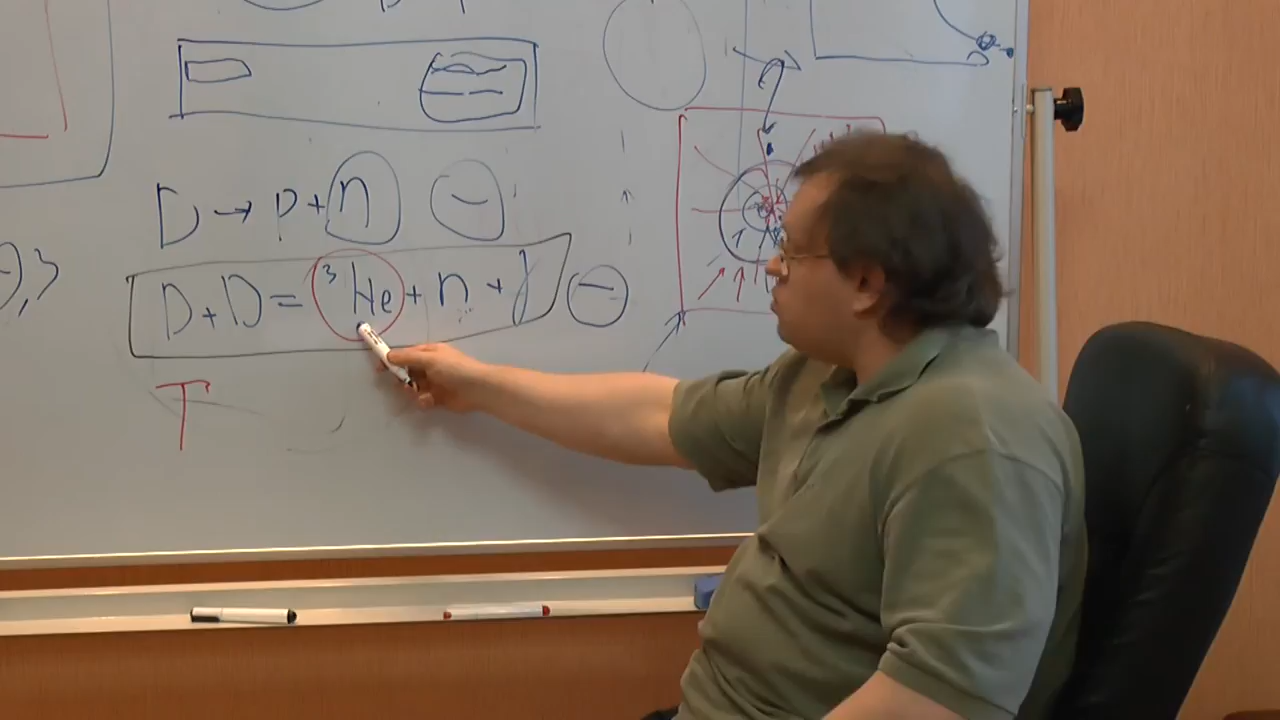 D → p + n −
D + D = ³He + n + γ −
T